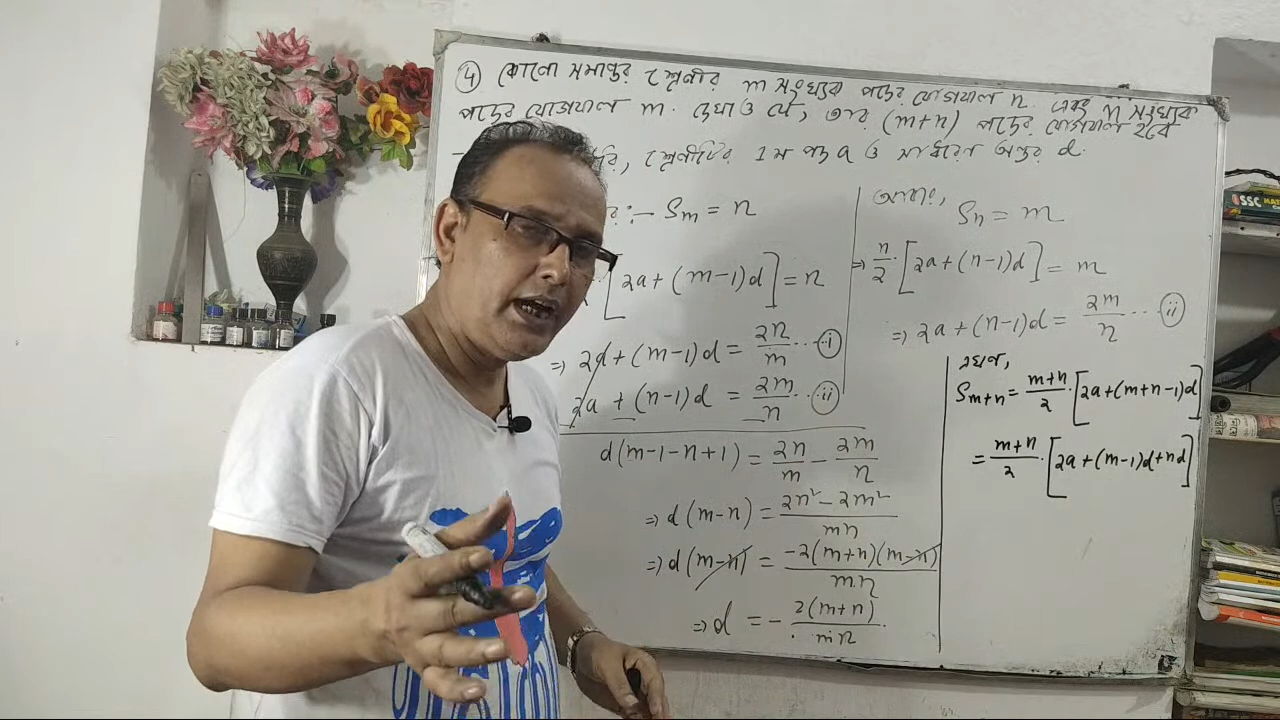 ④ কোনো সমান্তর শ্রেণীর m সংখ্যক পদের যোগফল n. এবং n সংখ্যক
পদের যোগফল m. দেখাও যে, তার (m+n) পদের যোগফল হবে
শ্রেণীটির 1ম পদ a ও সাধারণ অন্তর d.
:- Sm = n
[2a+(m-1)d] = n
⇒ 2a+(m-1)d = 2n/m ···(i)
2a + (n-1)d = 2m/n ···(ii)
d(m-1-n+1) = 2n/m - 2m/n
⇒ d(m-n) = (2n²-2m²)/mn
⇒ d(m-n) = -2(m+n)(m-n)/m.n
⇒ d = - 2(m+n)/mn.
আবার,
Sn = m
⇒ n/2·[2a+(n-1)d] = m
⇒ 2a+(n-1)d = 2m/n ···(ii)
এখন,
Sm+n = (m+n)/2·[2a+(m+n-1)d]
= (m+n)/2·[2a+(m-1)d+nd]
SSC